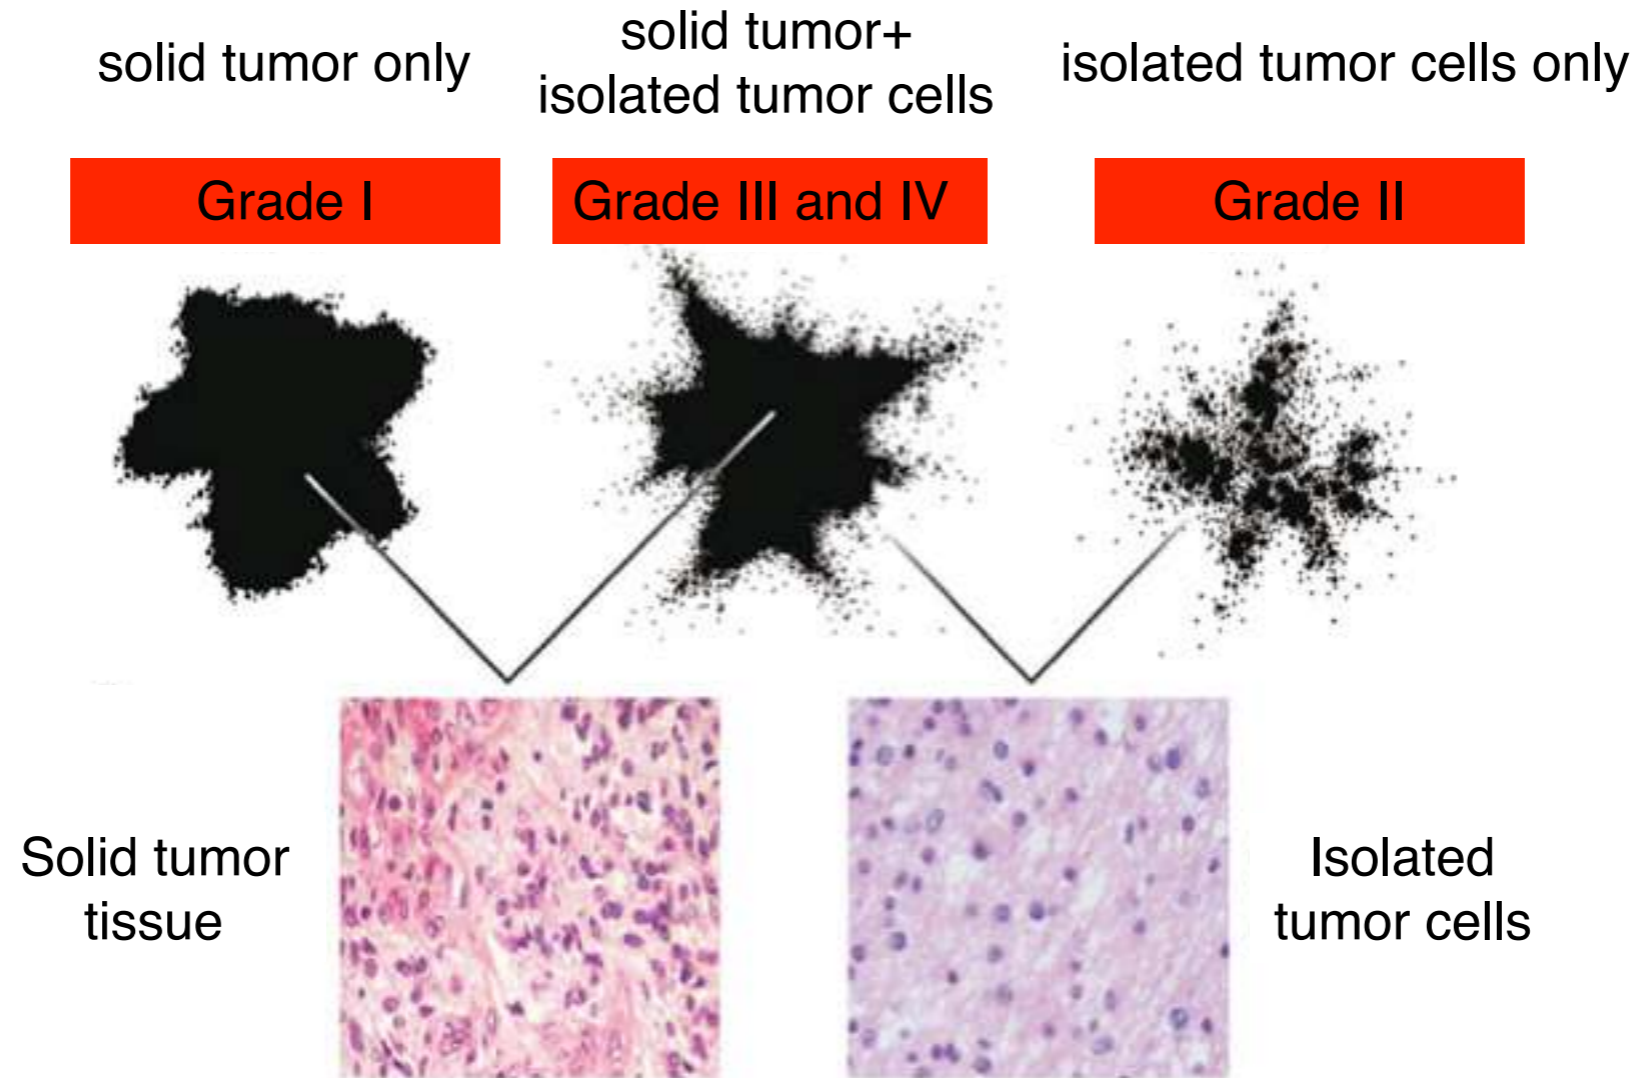 solid tumor only
solid tumor+
isolated tumor cells
isolated tumor cells only
Grade I
Grade III and IV
Grade II
Solid tumor
tissue
Isolated
tumor cells